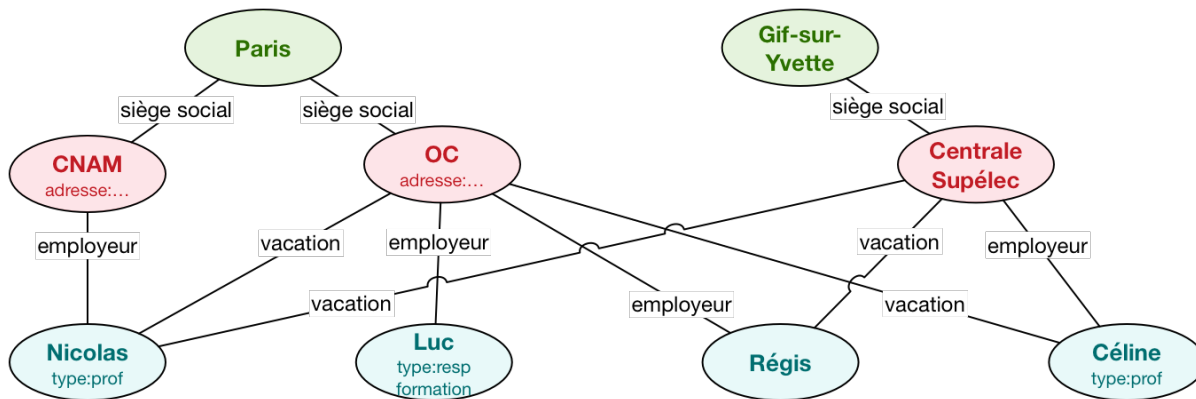 Paris
Gif-sur-
Yvette
siège social
siège social
siège social
CNAM
adresse:...
OC
adresse:...
Centrale
Supélec
employeur
vacation
employeur
vacation
employeur
vacation
employeur
vacation
Nicolas
type:prof
Luc
type:resp
formation
Régis
Céline
type:prof